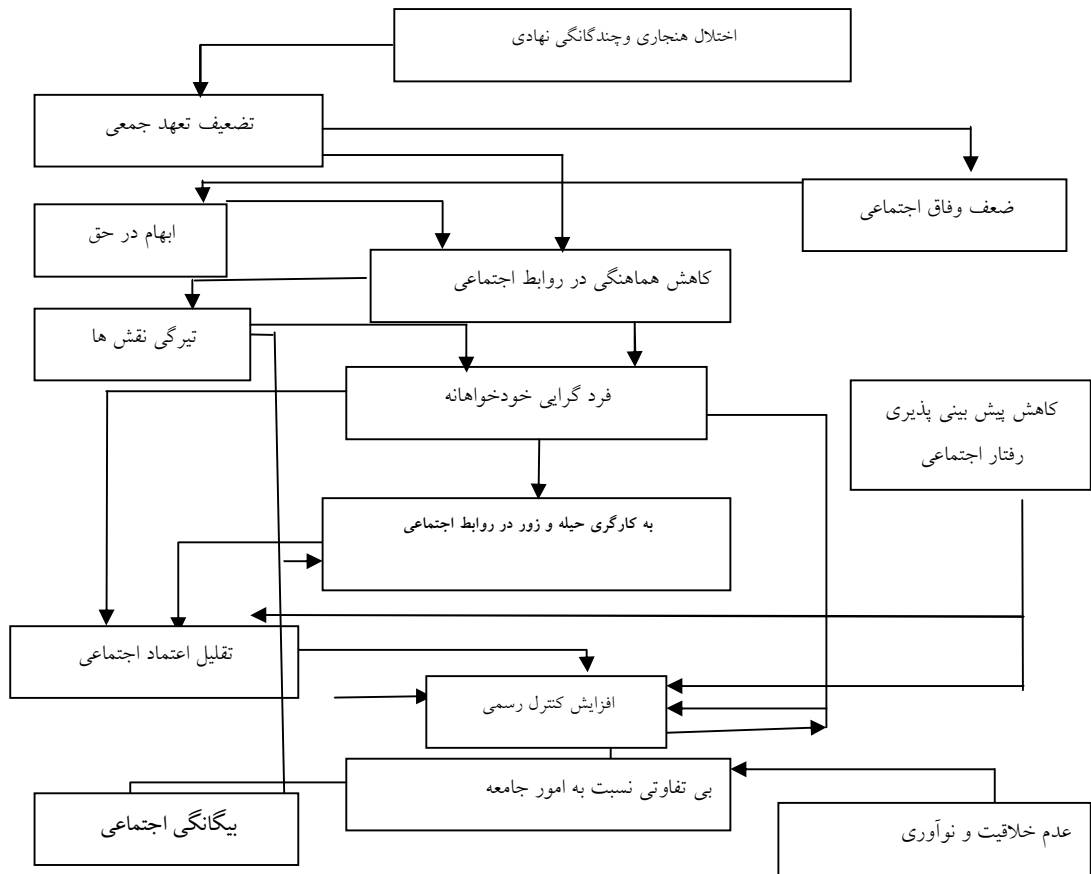 اختلال هنجاری وچندگانگی نهادی
تضعیف تعهد جمعی
ضعف وفاق اجتماعی
ابهام در حق
کاهش هماهنگی در روابط اجتماعی
تیرگی نقش ها
فرد گرایی خودخواهانه
کاهش پیش بینی پذیری
رفتار اجتماعی
به کارگری حیله و زور در روابط اجتماعی
تقلیل اعتماد اجتماعی
افزایش کنترل رسمی
بی تفاوتی نسبت به امور جامعه
بیگانگی اجتماعی
عدم خلاقیت و نوآوری